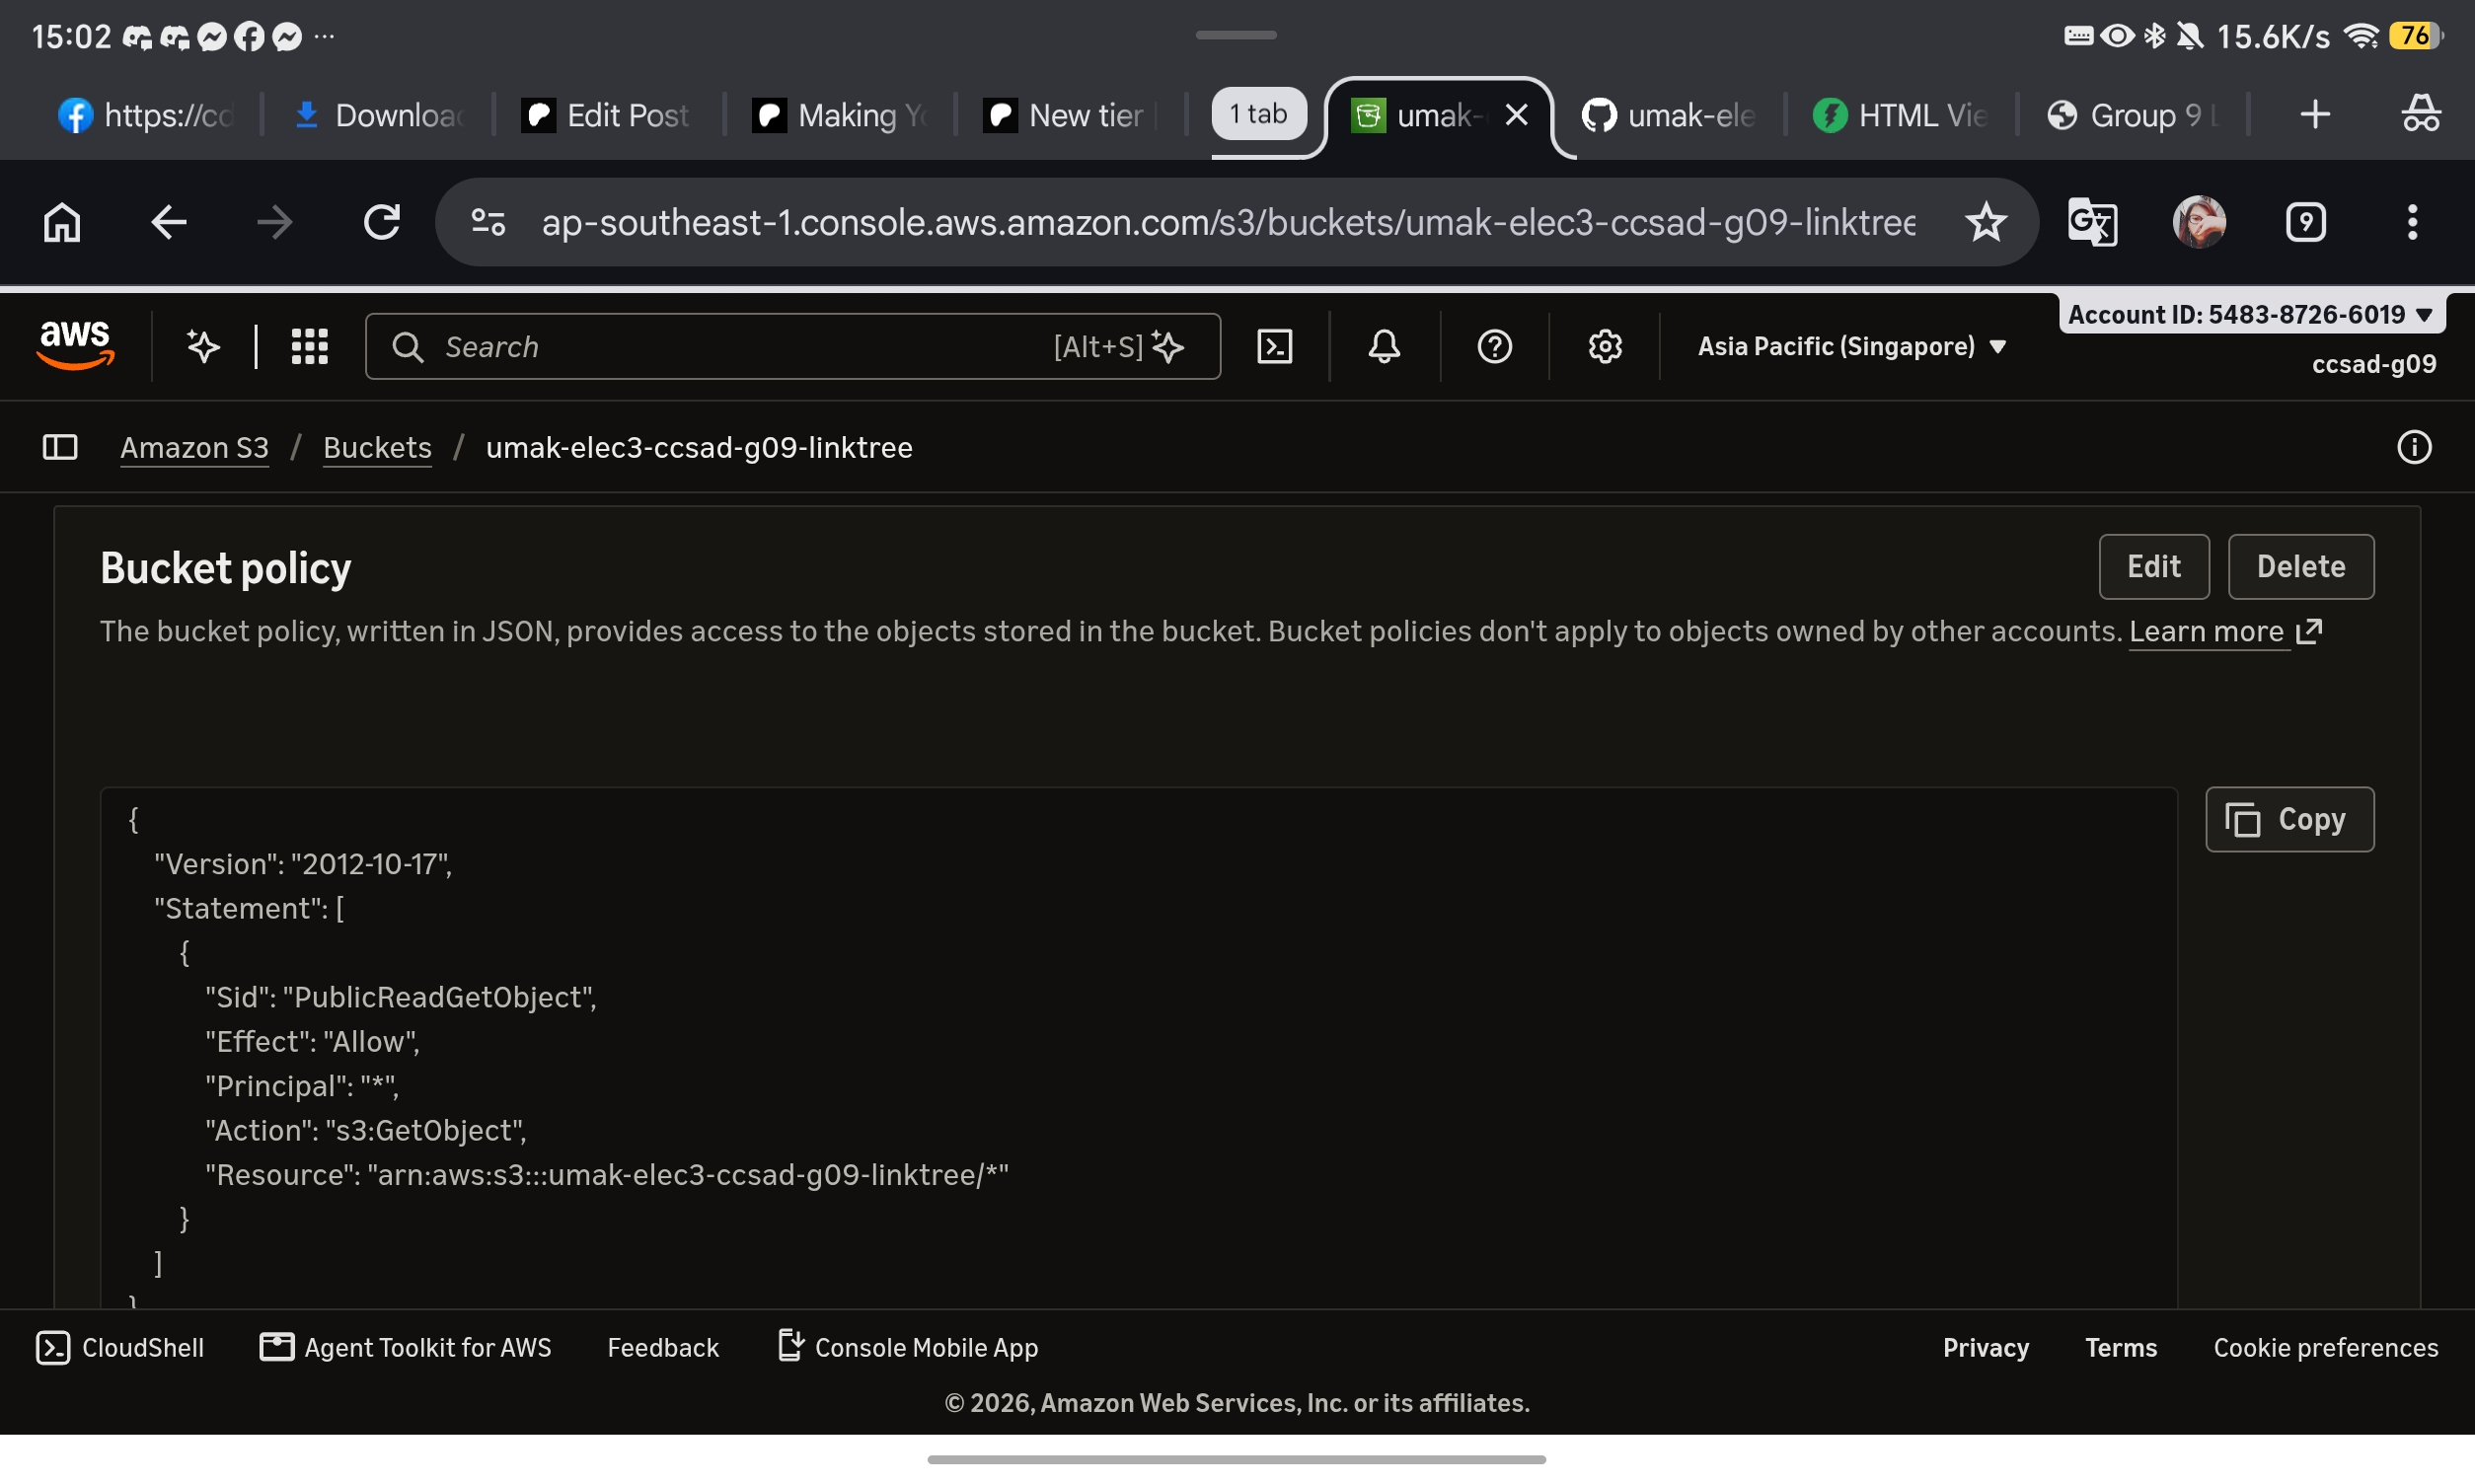 15:02 ... 15.6K/s 76
https://cd Downloa Edit Post Making Yo New tier 1 tab umak- umak-ele HTML Vie Group 9 L
ap-southeast-1.console.aws.amazon.com/s3/buckets/umak-elec3-ccsad-g09-linktree 9
aws Search [Alt+S] Asia Pacific (Singapore) Account ID: 5483-8726-6019
ccsad-g09
Amazon S3 / Buckets / umak-elec3-ccsad-g09-linktree
Bucket policy Edit Delete
The bucket policy, written in JSON, provides access to the objects stored in the bucket. Bucket policies don't apply to objects owned by other accounts. Learn more
{ Copy
"Version": "2012-10-17",
"Statement": [
{
"Sid": "PublicReadGetObject",
"Effect": "Allow",
"Principal": "*",
"Action": "s3:GetObject",
"Resource": "arn:aws:s3:::umak-elec3-ccsad-g09-linktree/*"
}
]
}
CloudShell Agent Toolkit for AWS Feedback Console Mobile App Privacy Terms Cookie preferences
© 2026, Amazon Web Services, Inc. or its affiliates.